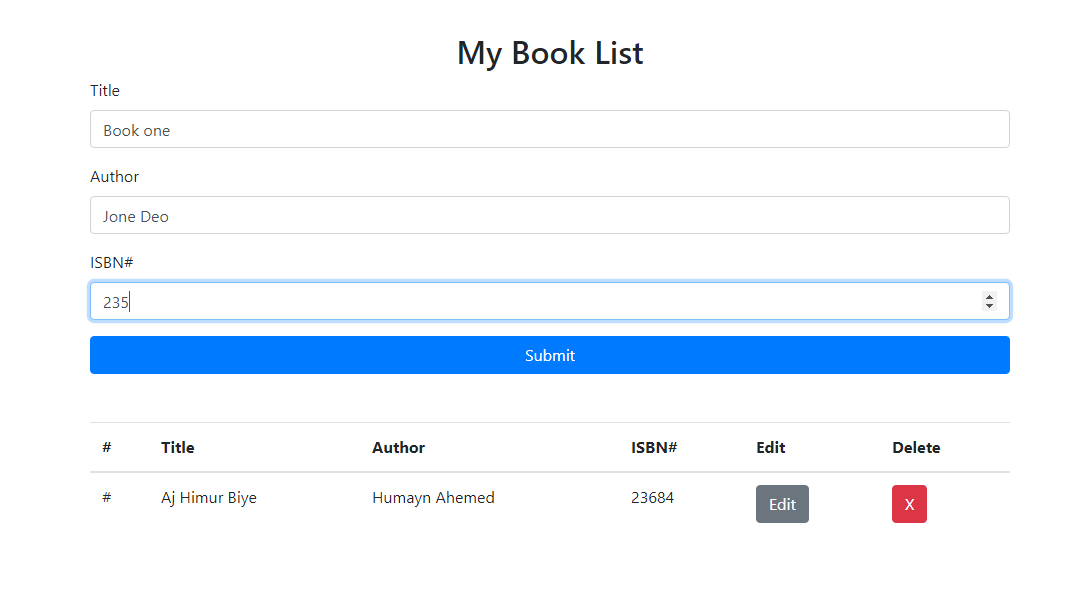 My Book List
Title
Book one
Author
Jone Deo
ISBN#
235
Submit
# Title Author ISBN# Edit Delete
# Aj Himur Biye Humayn Ahemed 23684 Edit X